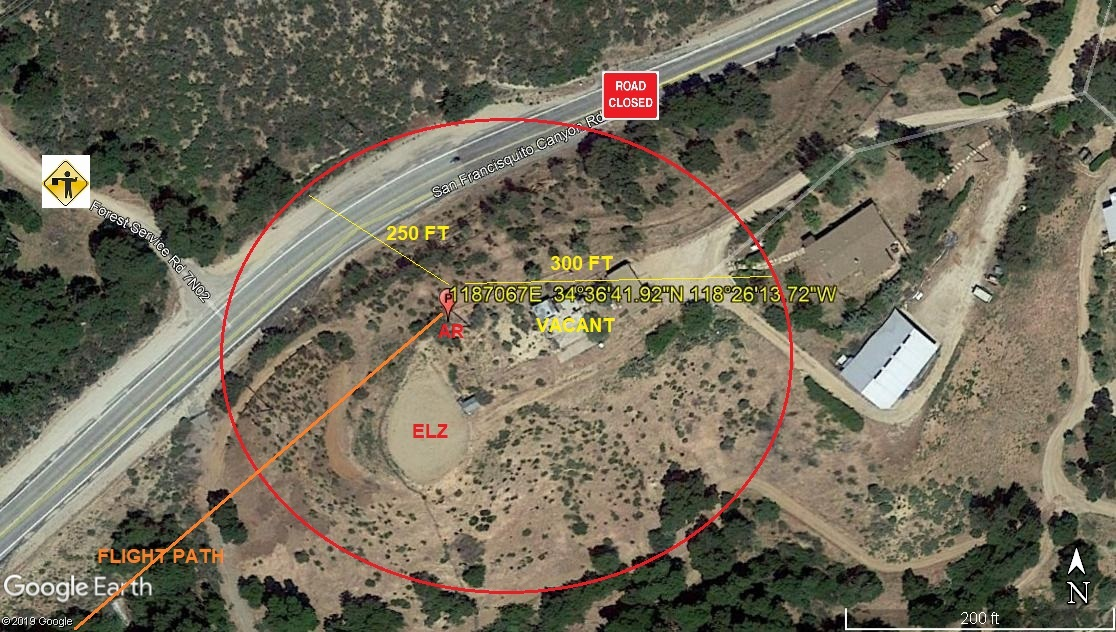 ROAD
CLOSED
San Francisquito Canyon Rd
Forest Service Rd 7N02
250 FT
300 FT
1187067E 34°36'41.92"N 118°26'13.72"W
VACANT
AR
ELZ
FLIGHT PATH
Google Earth
©2019 Google
N
200 ft